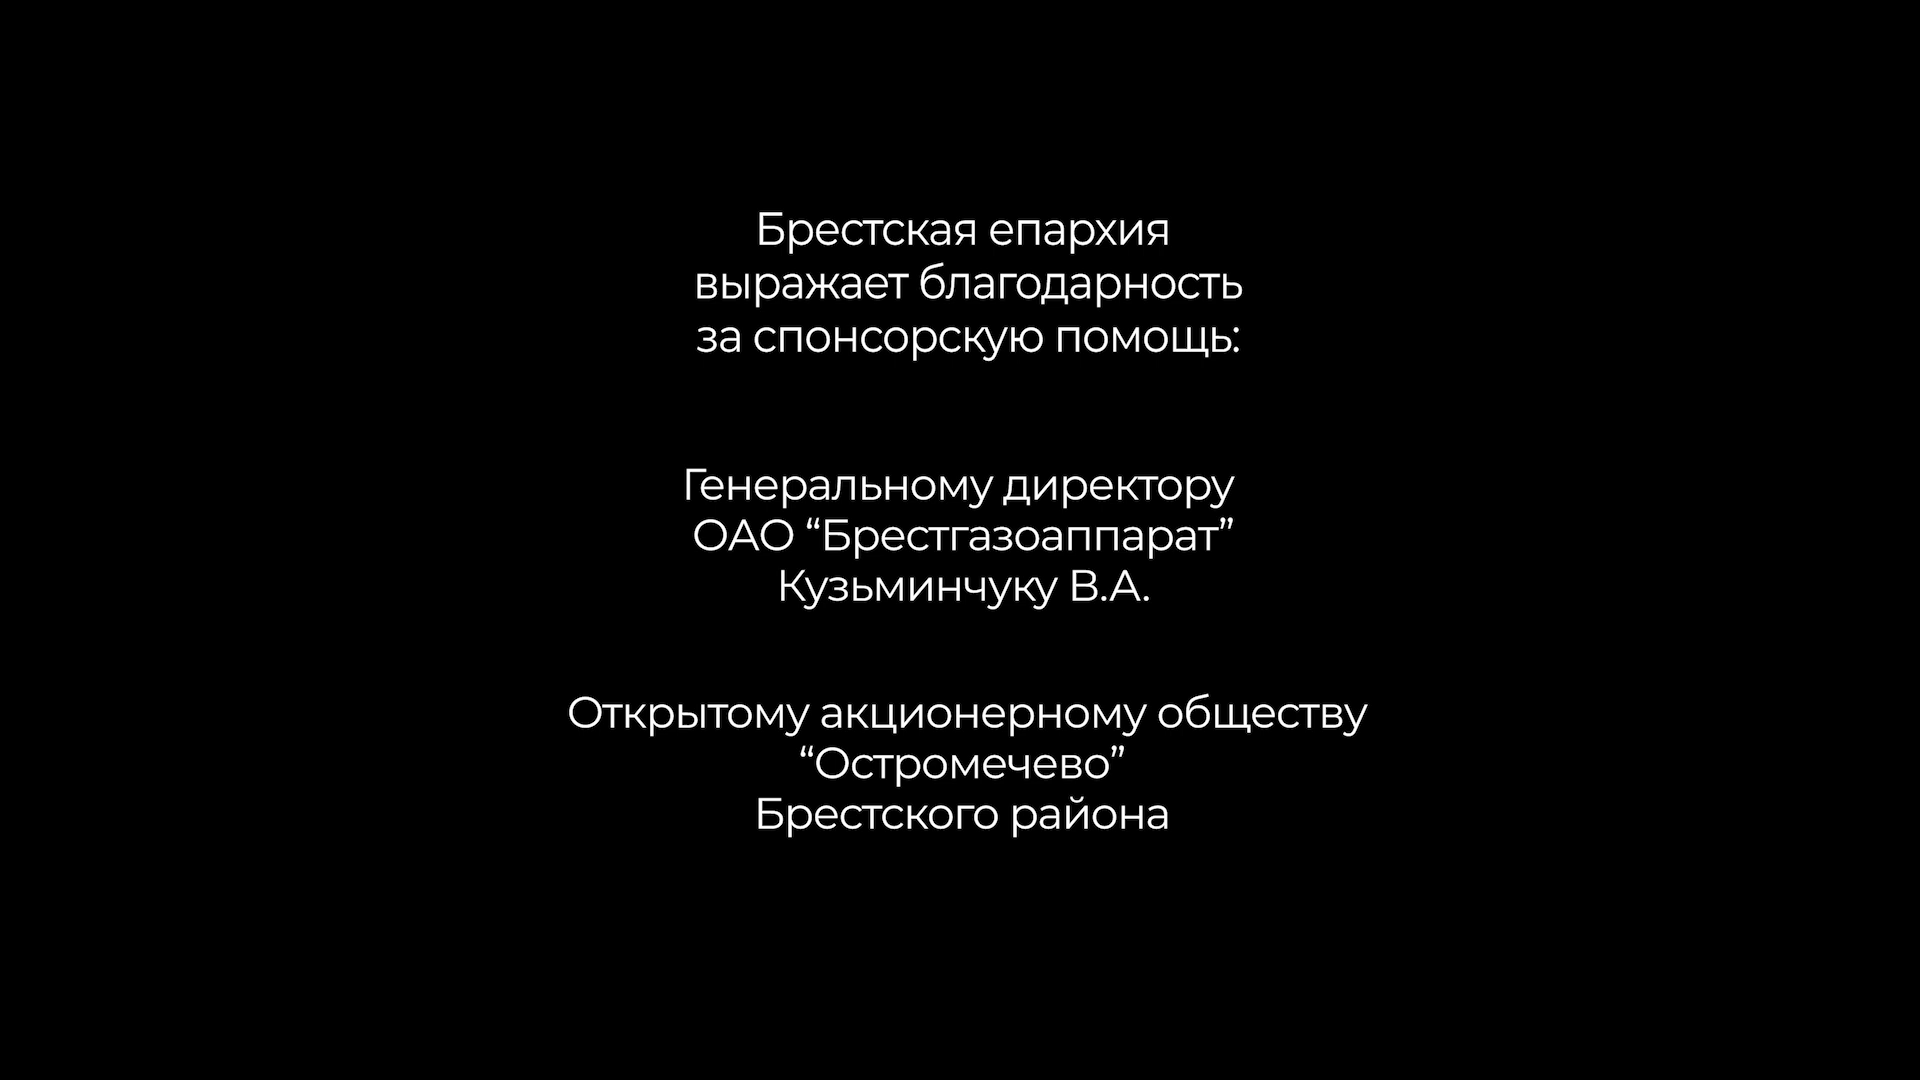 Брестская епархия
выражает благодарность
за спонсорскую помощь:
Генеральному директору
ОАО “Брестгазоаппарат”
Кузьминчуку В.А.
Открытому акционерному обществу
“Остромечево”
Брестского района